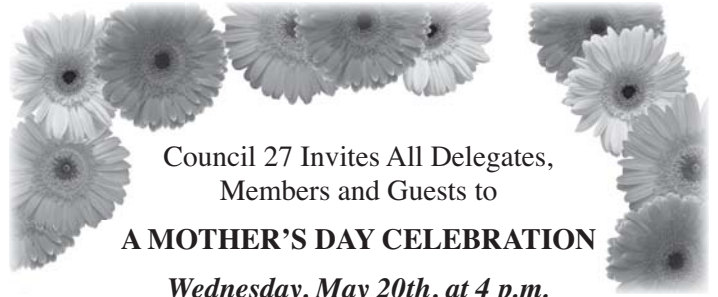 Council 27 Invites All Delegates,
Members and Guests to
A MOTHER'S DAY CELEBRATION
Wednesday, May 20th, at 4 p.m.